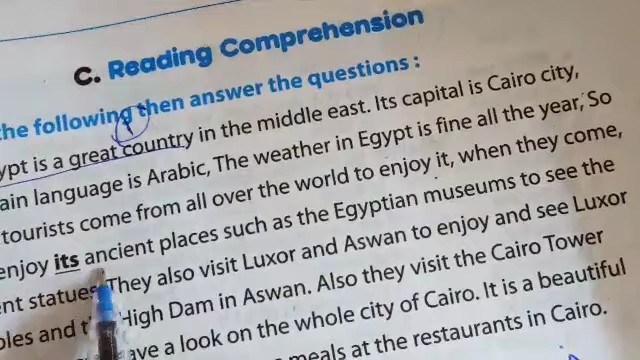 C. Reading Comprehension
the following then answer the questions :
ypt is a great country in the middle east. Its capital is Cairo city,
ain language is Arabic, The weather in Egypt is fine all the year, So
tourists come from all over the world to enjoy it, when they come,
enjoy its ancient places such as the Egyptian museums to see the
ent statues They also visit Luxor and Aswan to enjoy and see Luxor
ples and High Dam in Aswan. Also they visit the Cairo Tower
ave a look on the whole city of Cairo. It is a beautiful
meals at the restaurants in Cairo.